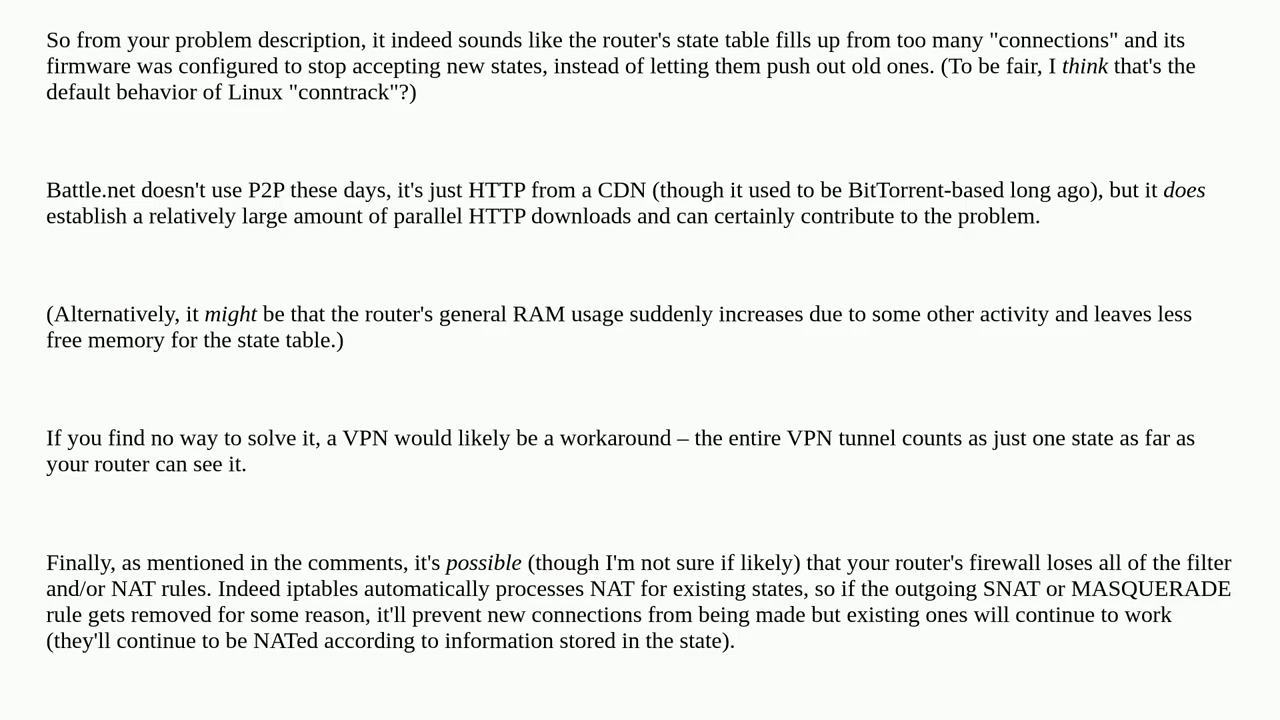 So from your problem description, it indeed sounds like the router's state table fills up from too many "connections" and its
firmware was configured to stop accepting new states, instead of letting them push out old ones. (To be fair, I think that's the
default behavior of Linux "conntrack"?)
Battle.net doesn't use P2P these days, it's just HTTP from a CDN (though it used to be BitTorrent-based long ago), but it does
establish a relatively large amount of parallel HTTP downloads and can certainly contribute to the problem.
(Alternatively, it might be that the router's general RAM usage suddenly increases due to some other activity and leaves less
free memory for the state table.)
If you find no way to solve it, a VPN would likely be a workaround – the entire VPN tunnel counts as just one state as far as
your router can see it.
Finally, as mentioned in the comments, it's possible (though I'm not sure if likely) that your router's firewall loses all of the filter
and/or NAT rules. Indeed iptables automatically processes NAT for existing states, so if the outgoing SNAT or MASQUERADE
rule gets removed for some reason, it'll prevent new connections from being made but existing ones will continue to work
(they'll continue to be NATed according to information stored in the state).